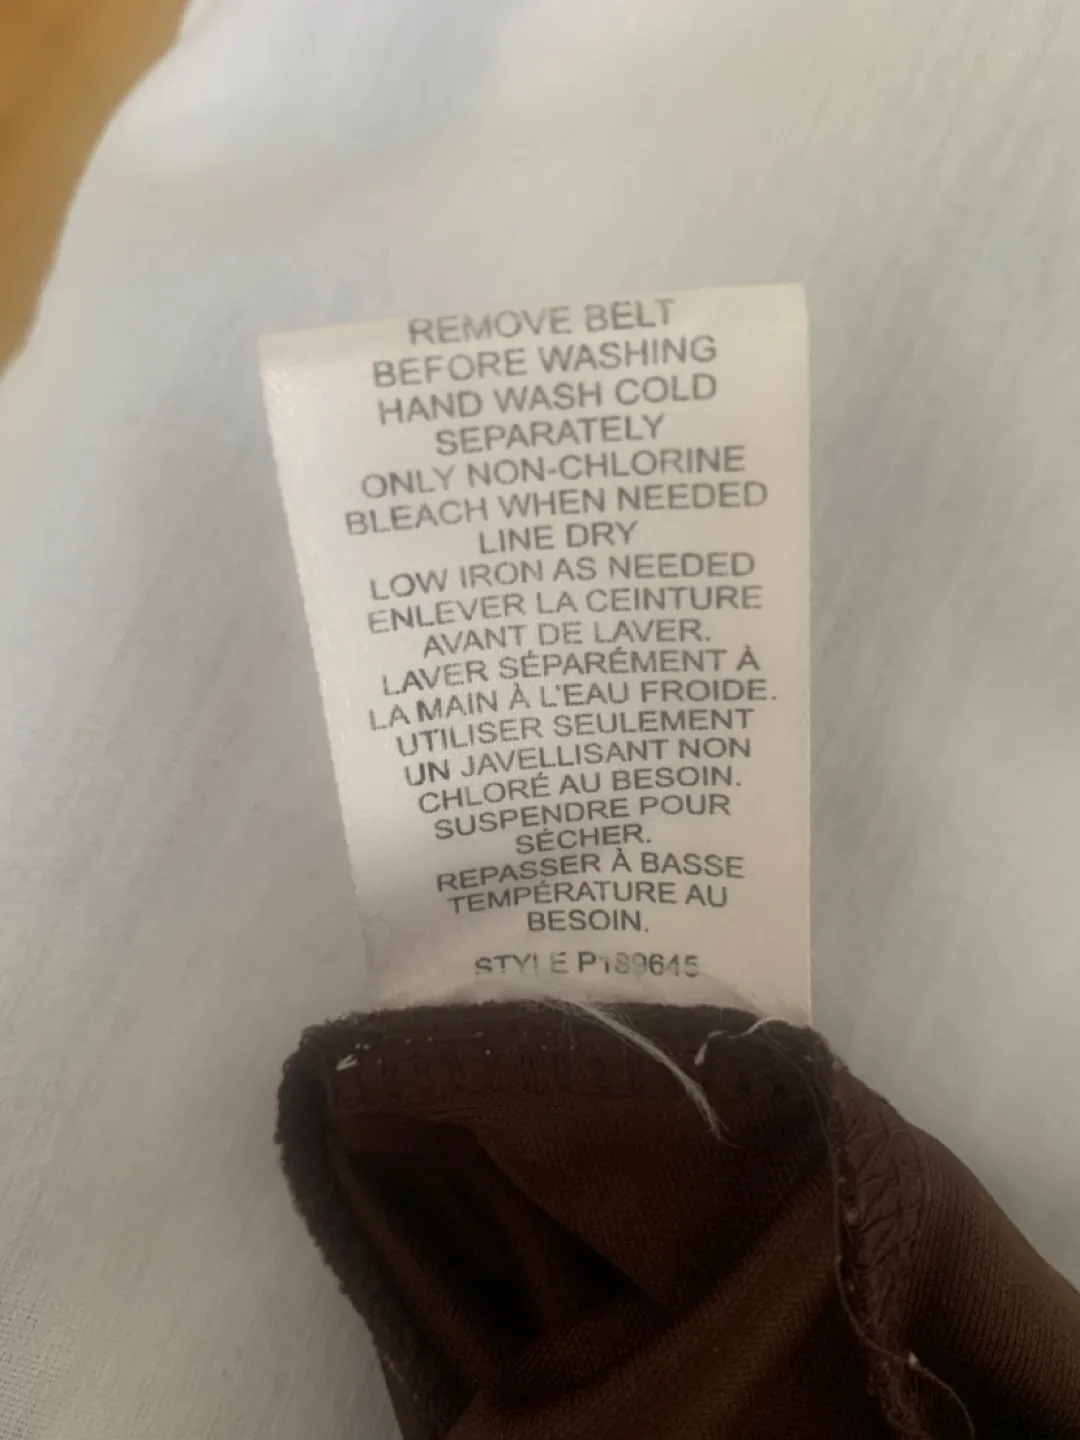 REMOVE BELT
BEFORE WASHING
HAND WASH COLD
SEPARATELY
ONLY NON-CHLORINE
BLEACH WHEN NEEDED
LINE DRY
LOW IRON AS NEEDED
ENLEVER LA CEINTURE
AVANT DE LAVER.
LAVER SÉPARÉMENT À
LA MAIN À L'EAU FROIDE.
UTILISER SEULEMENT
UN JAVELLISANT NON
CHLORÉ AU BESOIN.
SUSPENDRE POUR
SÉCHER.
REPASSER À BASSE
TEMPÉRATURE AU
BESOIN.
STYLE P189645